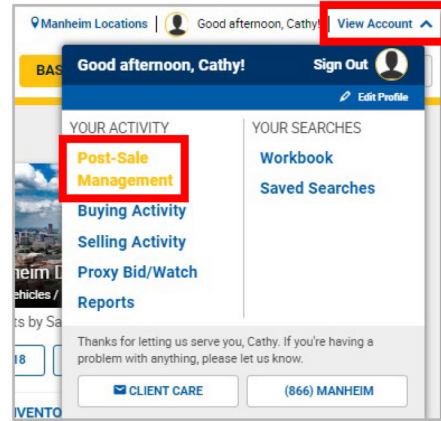 Manheim Locations | Good afternoon, Cathy! | View Account
BAS
Good afternoon, Cathy!
Sign Out
Edit Profile
YOUR ACTIVITY
YOUR SEARCHES
Post-Sale
Management
Workbook
Saved Searches
Buying Activity
Selling Activity
Proxy Bid/Watch
Reports
neim D
ehicles /
ts by Sa
18
Thanks for letting us serve you, Cathy. If you're having a
problem with anything, please let us know.
CLIENT CARE
(866) MANHEIM
IVENTO